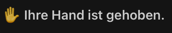 ✋ Ihre Hand ist gehoben.